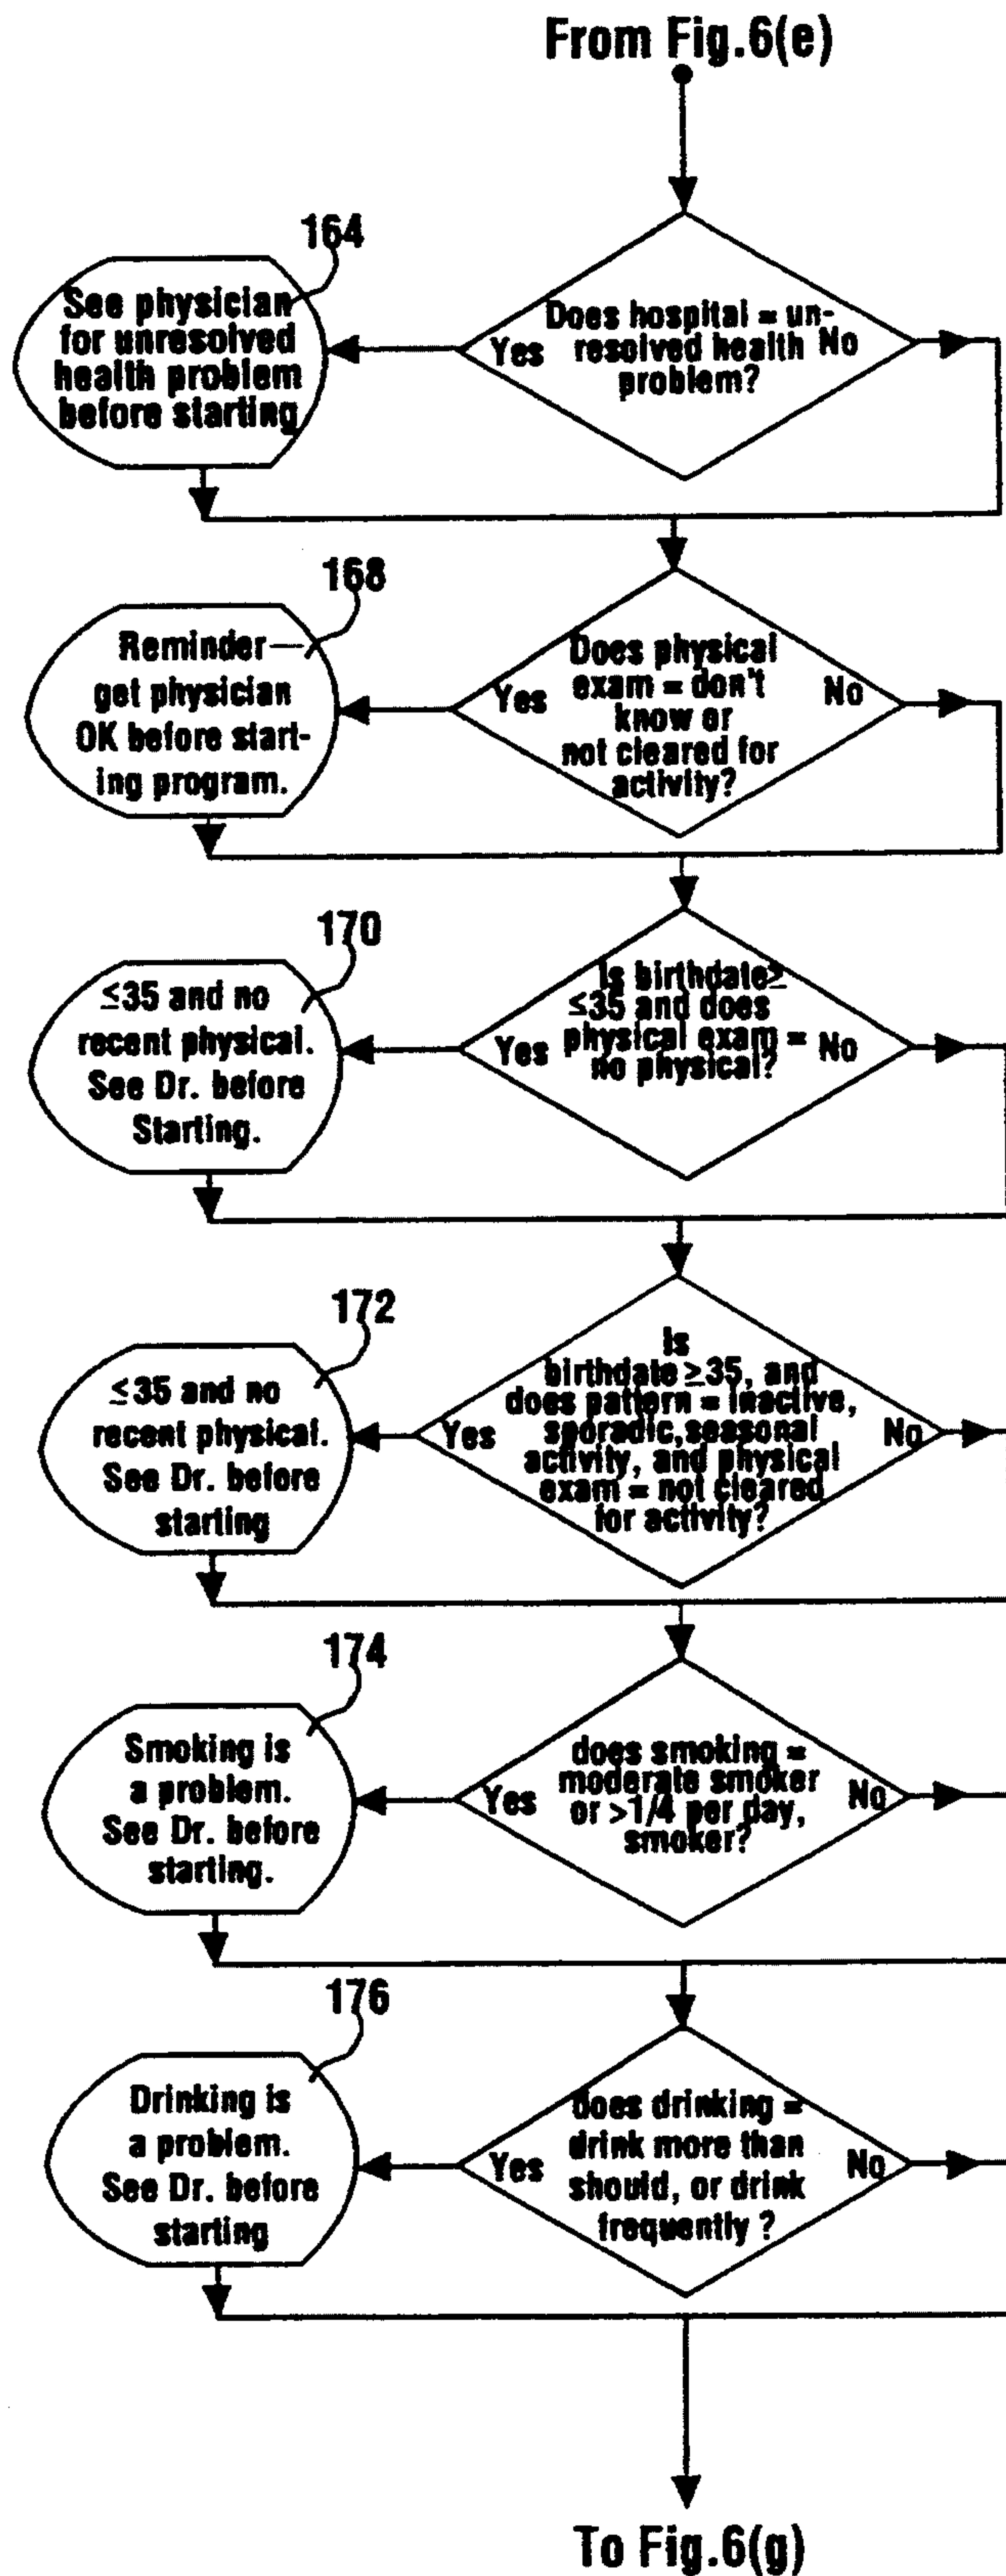 From Fig.6(e)
164
See physician
for unresolved
health problem
before starting
Yes
Does hospital = un-
resolved health
problem?
No
168
Reminder—
get physician
OK before start-
ing program.
Yes
Does physical
exam = don't
know or
not cleared for
activity?
No
170
≤35 and no
recent physical.
See Dr. before
Starting.
Yes
Is birthdate≥
≤35 and does
physical exam =
no physical?
No
172
≤35 and no
recent physical.
See Dr. before
starting
Yes
Is
birthdate ≥35, and
does pattern = inactive,
sporadic,seasonal
activity, and physical
exam = not cleared
for activity?
No
174
Smoking is
a problem.
See Dr. before
starting.
Yes
does smoking =
moderate smoker
or >1/4 per day,
smoker?
No
176
Drinking is
a problem.
See Dr. before
starting
Yes
does drinking =
drink more than
should, or drink
frequently ?
No
To Fig.6(g)